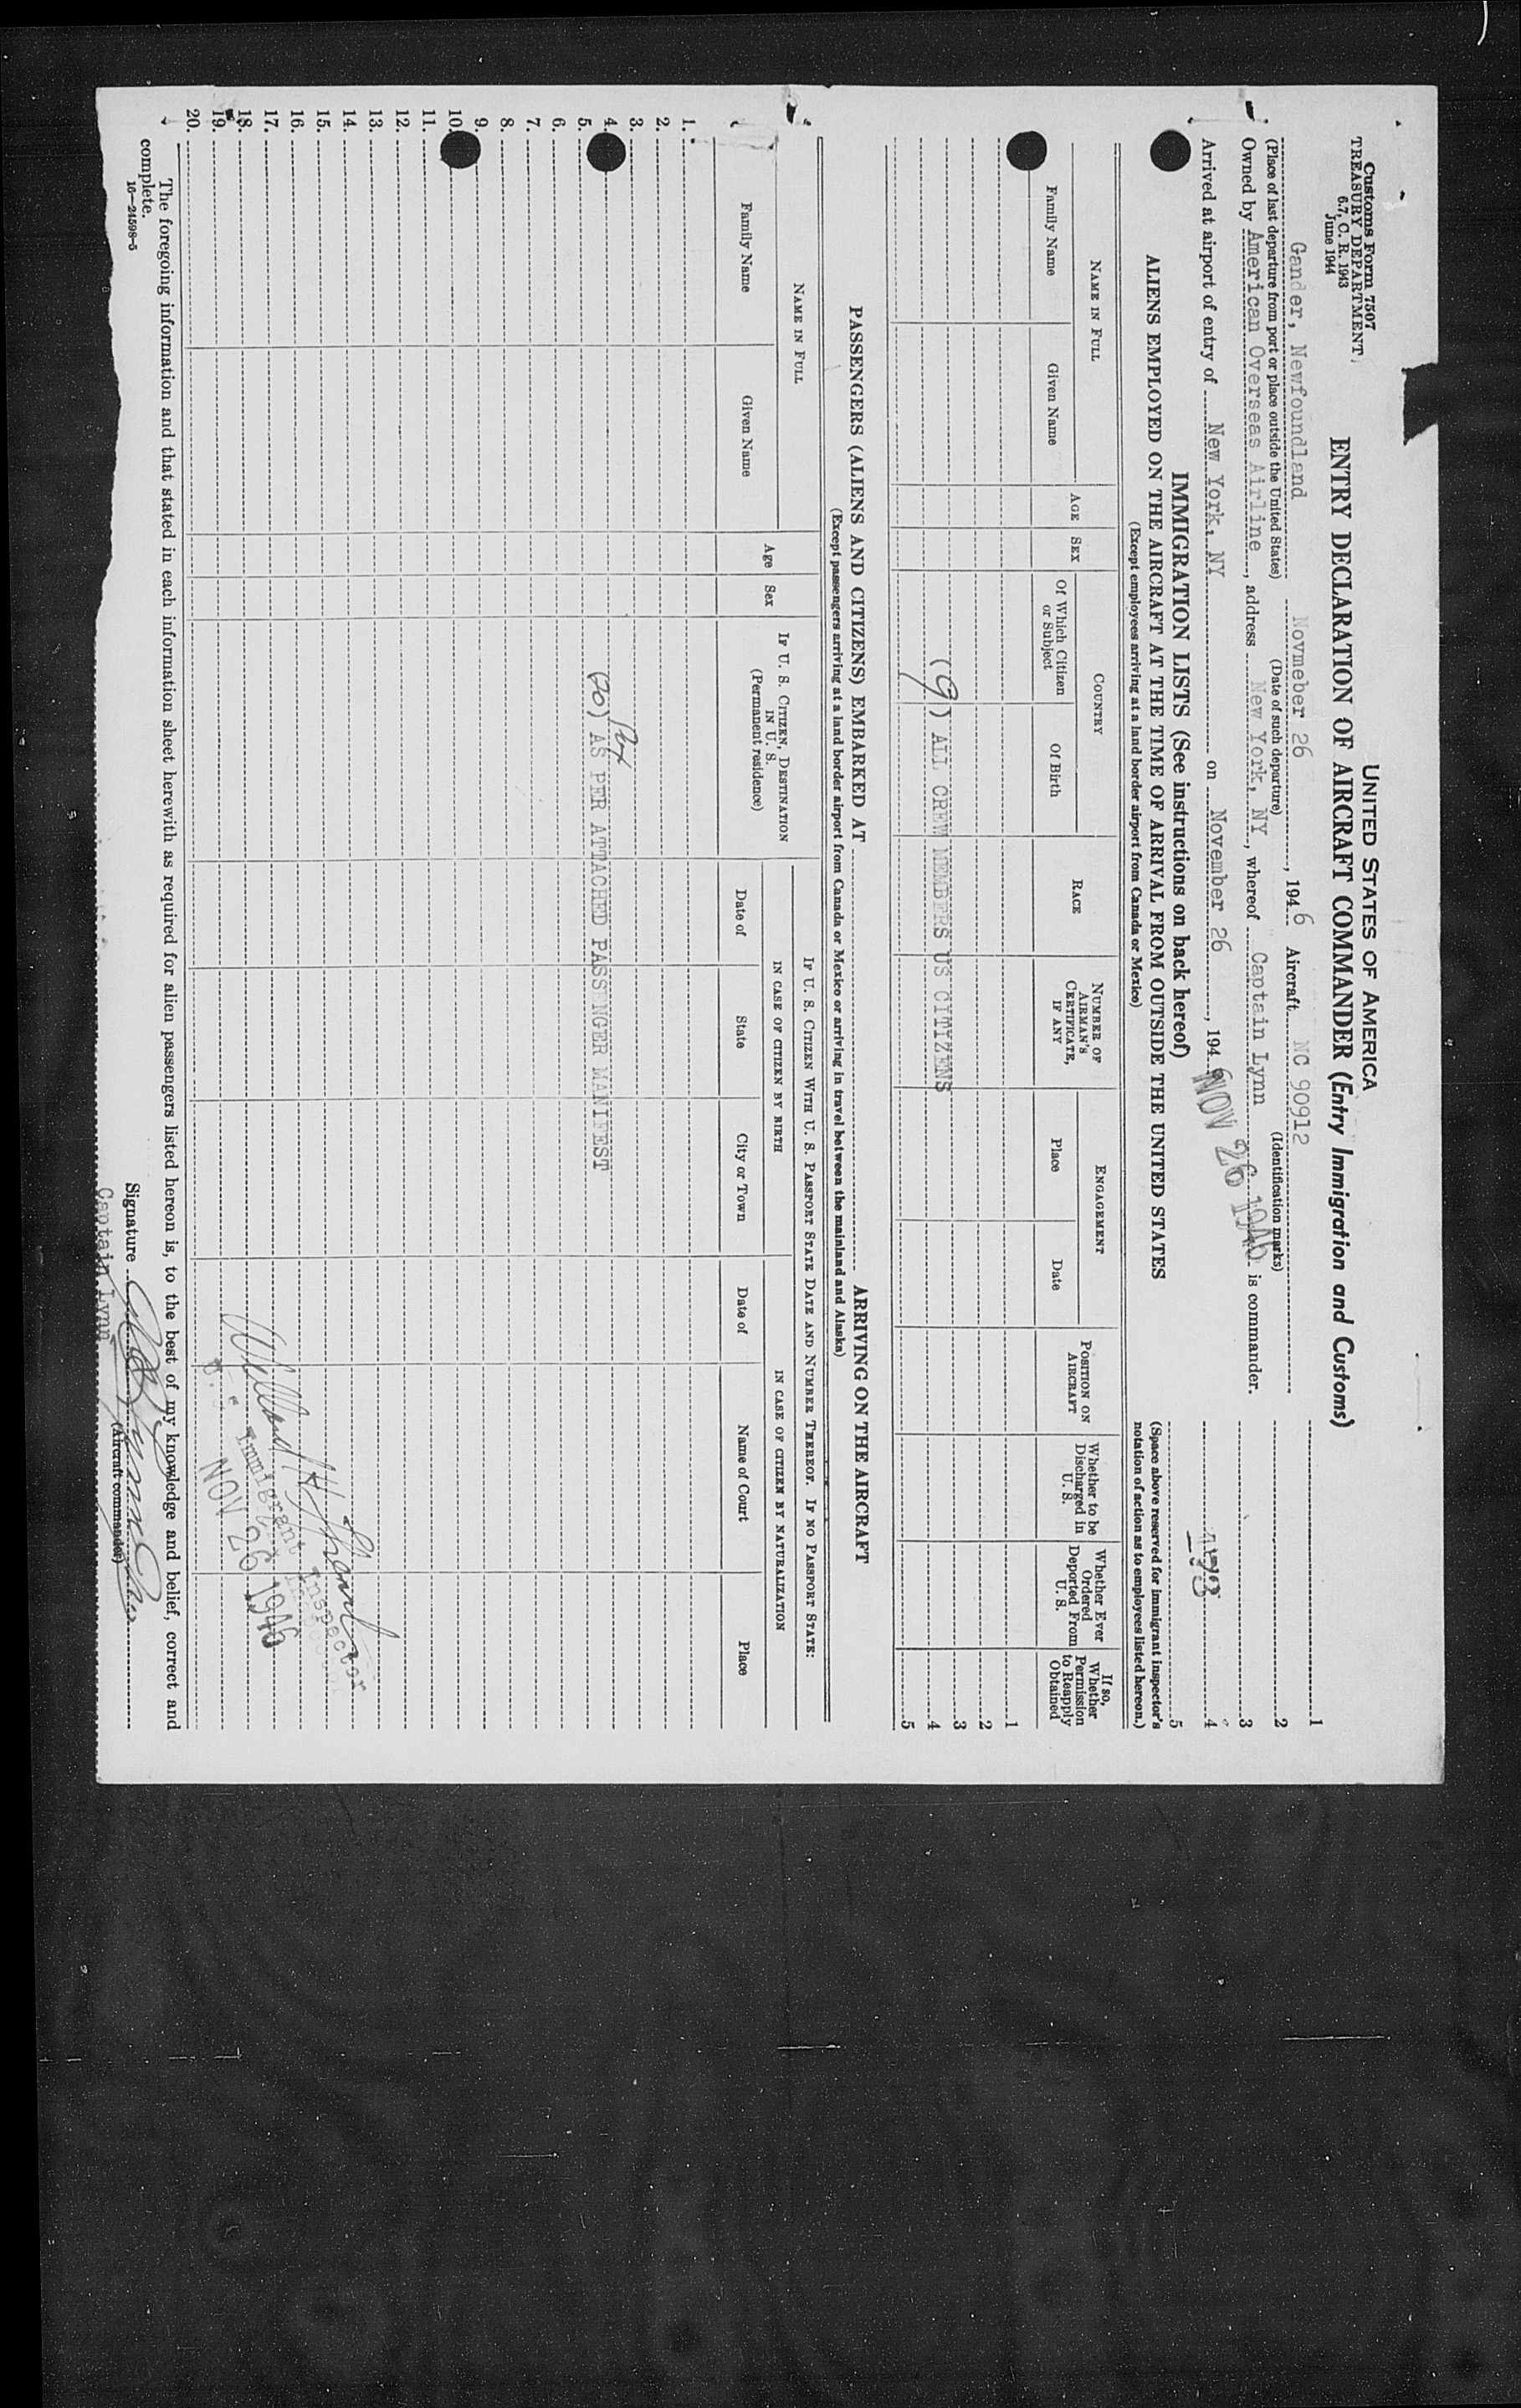 Customs Form 7507
TREASURY DEPARTMENT
6.7, C. R. 1943
June 1944
UNITED STATES OF AMERICA
ENTRY DECLARATION OF AIRCRAFT COMMANDER (Entry Immigration and Customs)
Gander, Newfoundland Novmeber 26, 1946 Aircraft NC 90912
(Place of last departure from port or place outside the United States) (Date of such departure) (Identification marks)
Owned by American Overseas Airline, address New York, NY, whereof Captain Lynn is commander.
Arrived at airport of entry of New York, NY on November 26, 1946
NOV 26 1946
1
2
3
4
5
(Space above reserved for immigrant inspector's notation of action as to employees listed hereon.)
IMMIGRATION LISTS (See instructions on back hereof)
ALIENS EMPLOYED ON THE AIRCRAFT AT THE TIME OF ARRIVAL FROM OUTSIDE THE UNITED STATES
(Except employees arriving at a land border airport from Canada or Mexico)
NAME IN FULL AGE SEX COUNTRY RACE NUMBER OF AIRMAN'S CERTIFICATE, IF ANY ENGAGEMENT POSITION ON AIRCRAFT Whether to be Discharged in U. S. Whether Ever Ordered Deported From U. S. If so, Whether Permission to Reapply Obtained
Family Name Given Name Of Which Citizen or Subject Of Birth Place Date
1
2
3
(9) ALL CREW MEMBERS US CITYZENS
4
5
PASSENGERS (ALIENS AND CITIZENS) EMBARKED AT ARRIVING ON THE AIRCRAFT
(Except passengers arriving at a land border airport from Canada or Mexico or arriving in travel between the mainland and Alaska)
NAME IN FULL Age Sex IF U. S. CITIZEN, DESTINATION IN U. S. (Permanent residence) IF U. S. CITIZEN WITH U. S. PASSPORT STATE DATE AND NUMBER THEREOF. IF NO PASSPORT STATE:
IN CASE OF CITIZEN BY BIRTH IN CASE OF CITIZEN BY NATURALIZATION
Family Name Given Name Date of State City or Town Date of Name of Court Place
1.
2.
3.
4.
(20) AS PER ATTACHED PASSENGER MANIFEST
5.
6.
7.
8.
9.
10.
11.
12.
13.
14.
15.
16.
17.
18.
19.
20.
Immigrant Inspector
NOV 26 1946
The foregoing information and that stated in each information sheet herewith as required for alien passengers listed hereon is, to the best of my knowledge and belief, correct and
complete.
16—24598-5
Signature
(Aircraft commander)
Captain Lynn